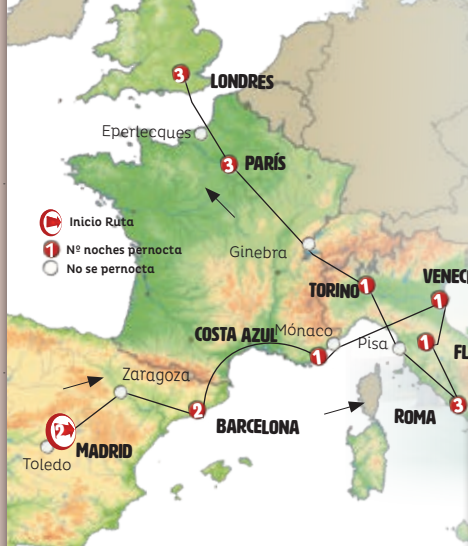 3
LONDRES
Eperlecques
3
PARÍS
Inicio Ruta
1
Nº noches pernocta
No se pernocta
Ginebra
TORINO
1
VENEC
1
COSTA AZUL
Mónaco
1
Pisa
1
FL
Zaragoza
2
BARCELONA
ROMA
3
2
MADRID
Toledo